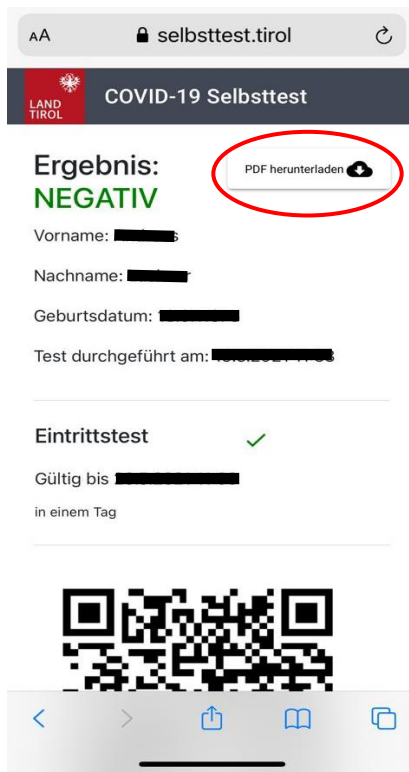 AA selbsttest.tirol
LAND
TIROL
COVID-19 Selbsttest
Ergebnis:
NEGATIV
PDF herunterladen
Vorname:
Nachname:
Geburtsdatum:
Test durchgeführt am:
Eintrittstest
Gültig bis
in einem Tag